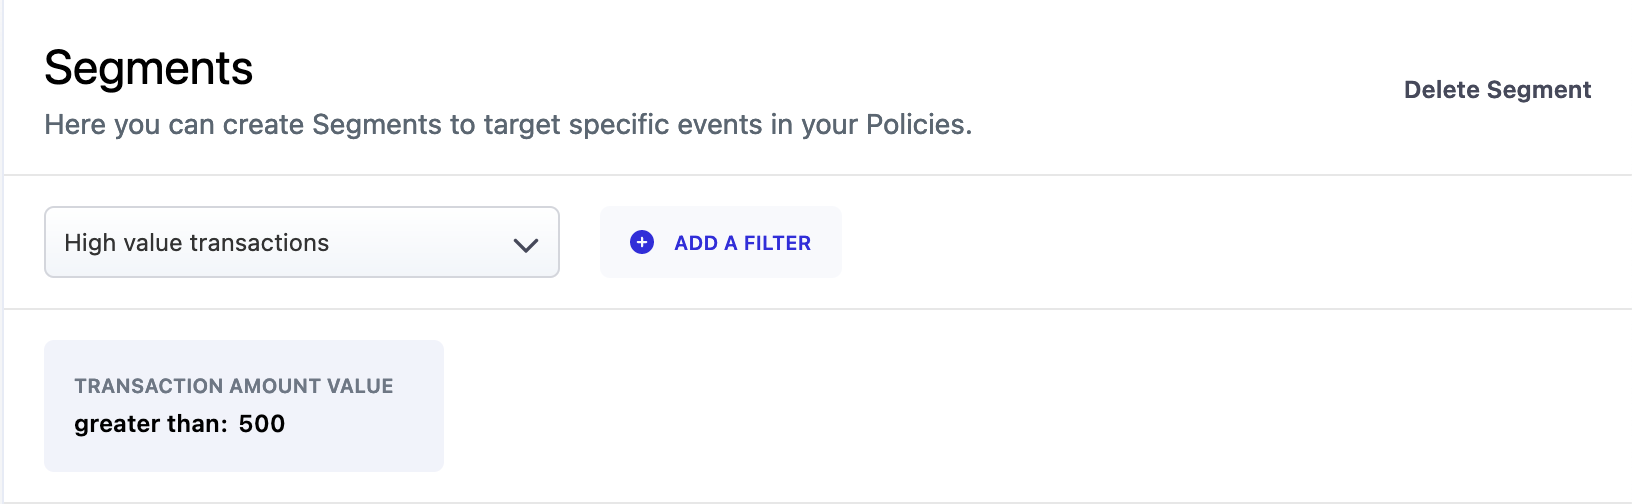 Segments
Delete Segment
Here you can create Segments to target specific events in your Policies.
High value transactions
ADD A FILTER
TRANSACTION AMOUNT VALUE
greater than: 500